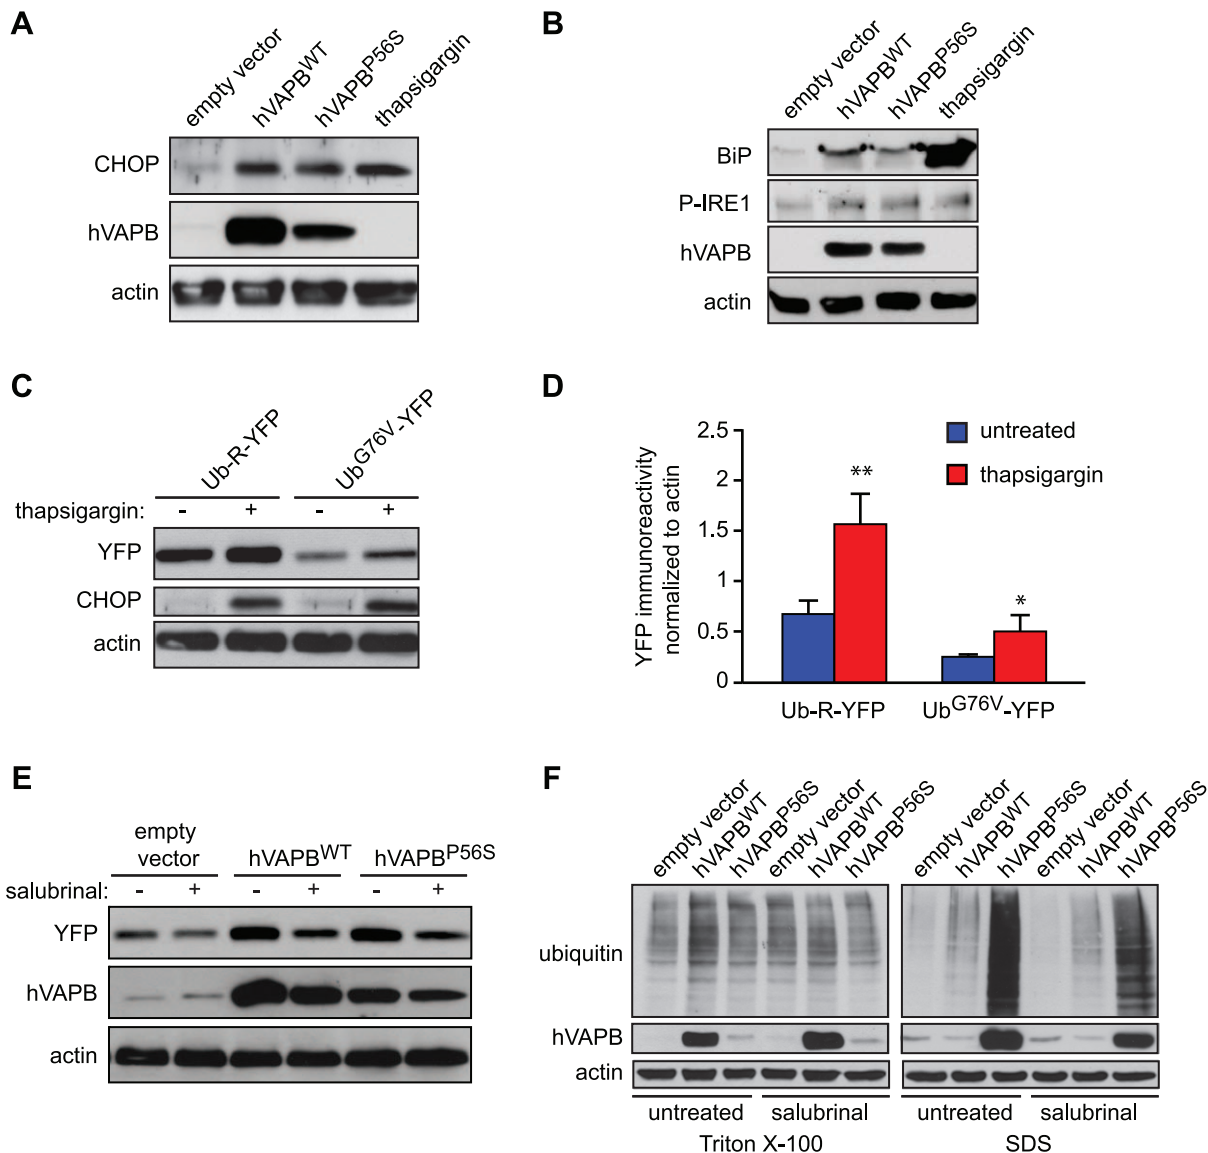 A
empty vector
hVAPBWT
hVAPBP56S
thapsigargin
CHOP
hVAPB
actin
B
empty vector
hVAPBWT
hVAPBP56S
thapsigargin
BiP
P-IRE1
hVAPB
actin
C
Ub-R-YFP
UbG76V-YFP
thapsigargin: - + - +
YFP
CHOP
actin
D
YFP immunoreactivity
normalized to actin
2.5
2
1.5
1
0.5
0
untreated
thapsigargin
**
*
Ub-R-YFP
UbG76V-YFP
E
empty
vector
hVAPBWT
hVAPBP56S
salubrinal: - + - + - +
YFP
hVAPB
actin
F
empty vector
hVAPBWT
hVAPBP56S
empty vector
hVAPBWT
hVAPBP56S
empty vector
hVAPBWT
hVAPBP56S
empty vector
hVAPBWT
hVAPBP56S
ubiquitin
hVAPB
actin
untreated salubrinal untreated salubrinal
Triton X-100 SDS